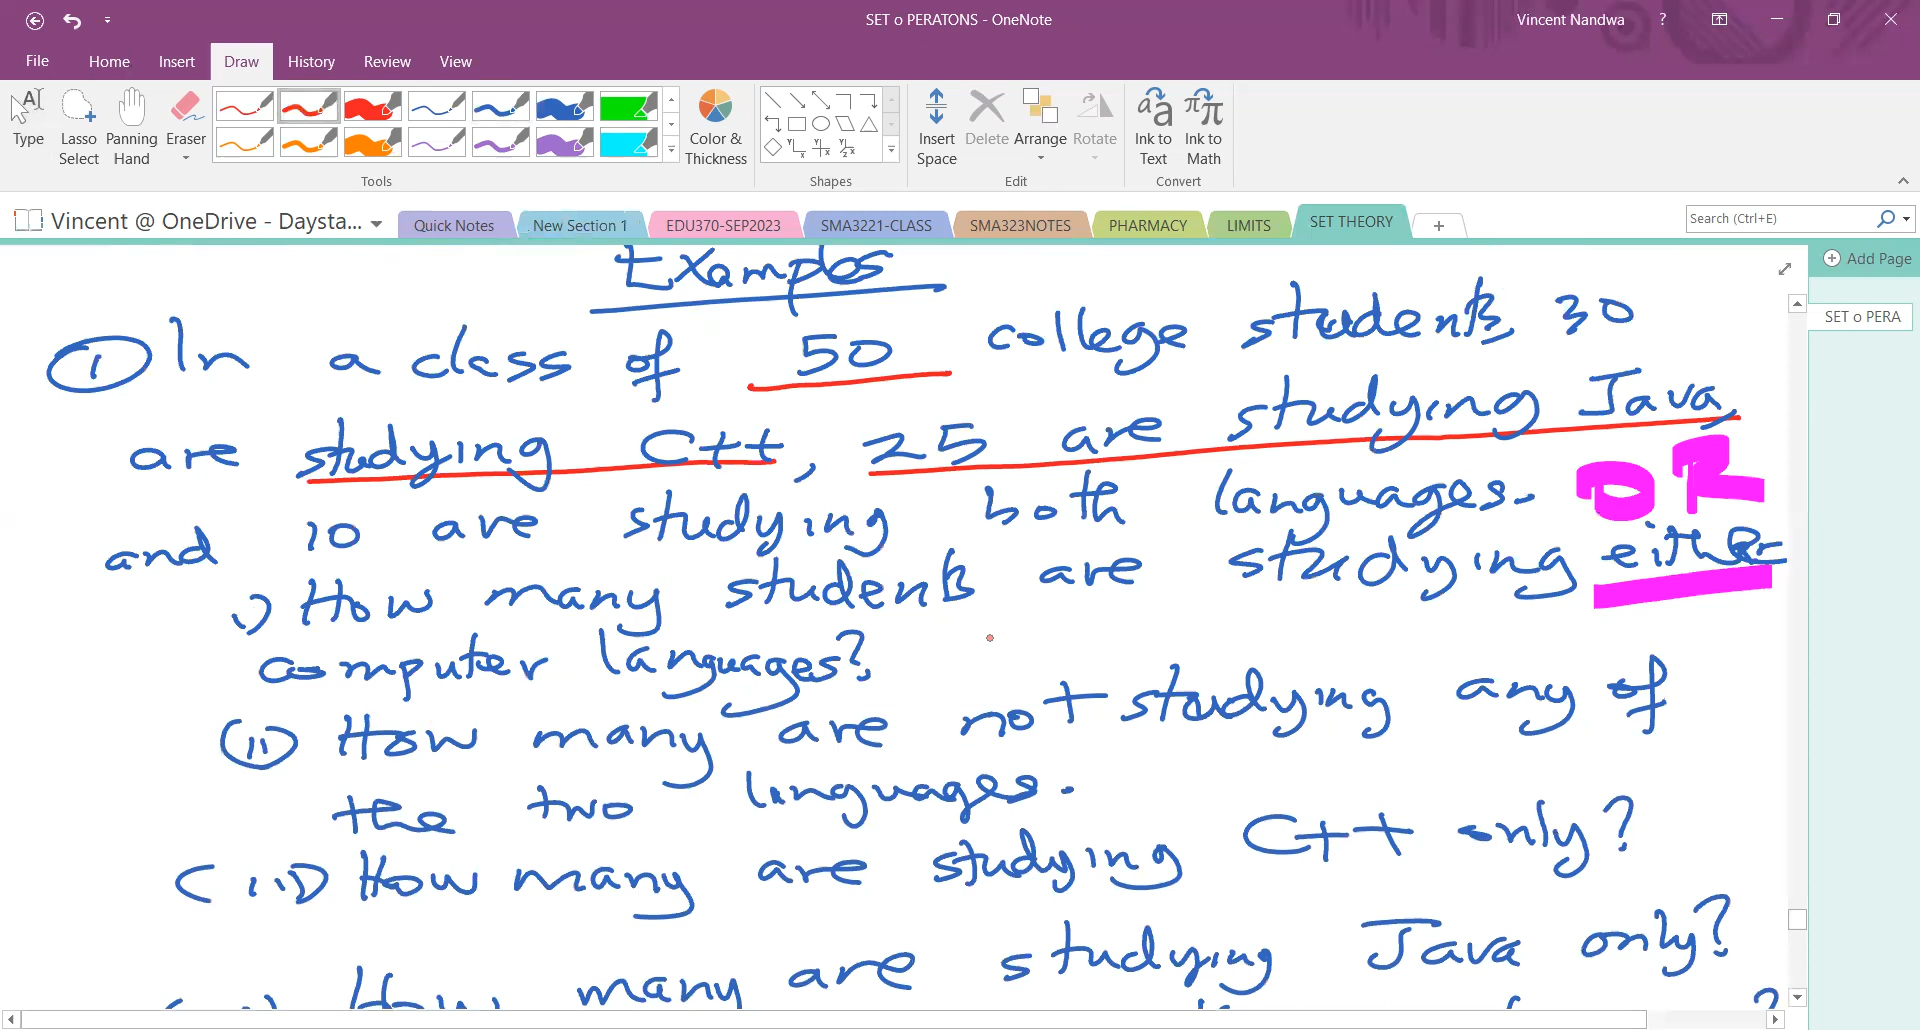 SET o PERATONS - OneNote
Vincent Nandwa
?
File
Home
Insert
Draw
History
Review
View
Type
Lasso Select
Panning Hand
Eraser
Color & Thickness
Insert Space
Delete
Arrange
Rotate
Ink to Text
Ink to Math
Tools
Shapes
Edit
Convert
Vincent @ OneDrive - Daysta...
Quick Notes
New Section 1
EDU370-SEP2023
SMA3221-CLASS
SMA323NOTES
PHARMACY
LIMITS
SET THEORY
+
Search (Ctrl+E)
Add Page
SET o PERA
Examples
① In a class of 50 college students, 30
are studying C++, 25 are studying Java,
and 10 are studying both languages.
OR
i) How many students are studying either
computer languages?
(ii) How many are not studying any of
the two languages.
(iii) How many are studying C++ only?
How many are studying Java only?